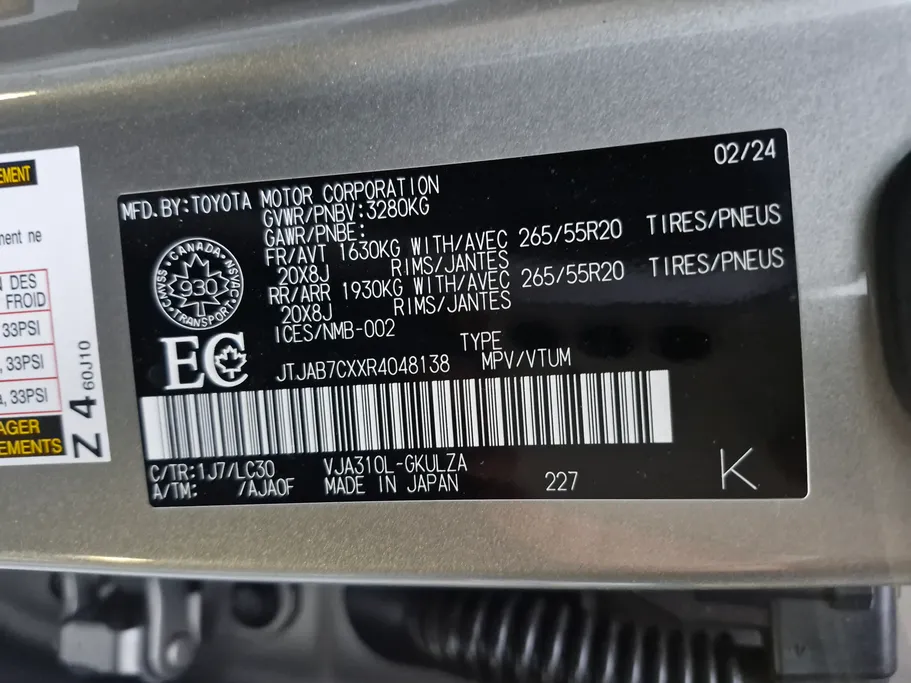 EMENT
ment ne
N DES
FROID
33PSI
, 33PSI
a, 33PSI
AGER
EMENTS
Z 4 60J10
02/24
MFD.BY:TOYOTA MOTOR CORPORATION
GVWR/PNBV:3280KG
GAWR/PNBE:
FR/AVT 1630KG WITH/AVEC 265/55R20 TIRES/PNEUS
20X8J RIMS/JANTES
RR/ARR 1930KG WITH/AVEC 265/55R20 TIRES/PNEUS
20X8J RIMS/JANTES
ICES/NMB-002
CANADA
930
TRANSPORT
EC
TYPE
JTJAB7CXXR4048138 MPV/VTUM
C/TR:1J7/LC30 VJA310L-GKULZA
A/TM: /AJA0F MADE IN JAPAN 227
K